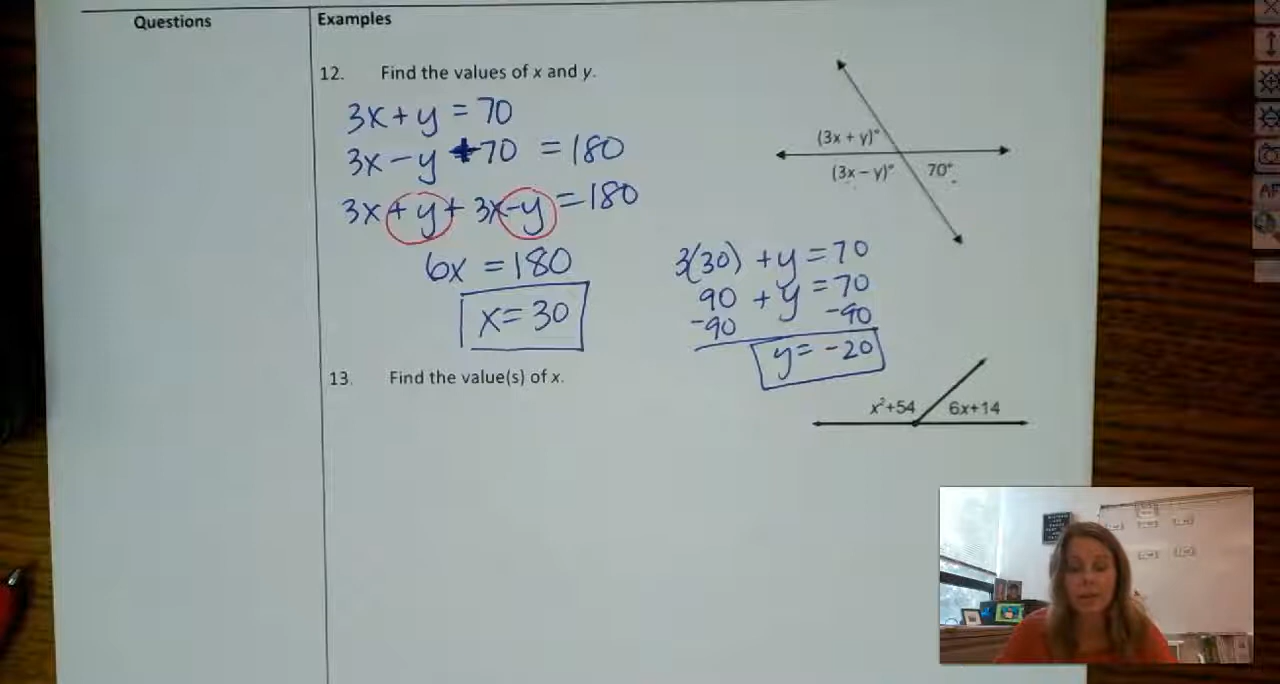 Questions
Examples
12. Find the values of x and y.
3x + y = 70
3x - y + 70 = 180
3x + y + 3x - y = 180
6x = 180
x = 30
(3x + y)°
(3x – y)°
70°
3(30) + y = 70
90 + y = 70
-90 -90
y = -20
13. Find the value(s) of x.
x²+54
6x+14
AF